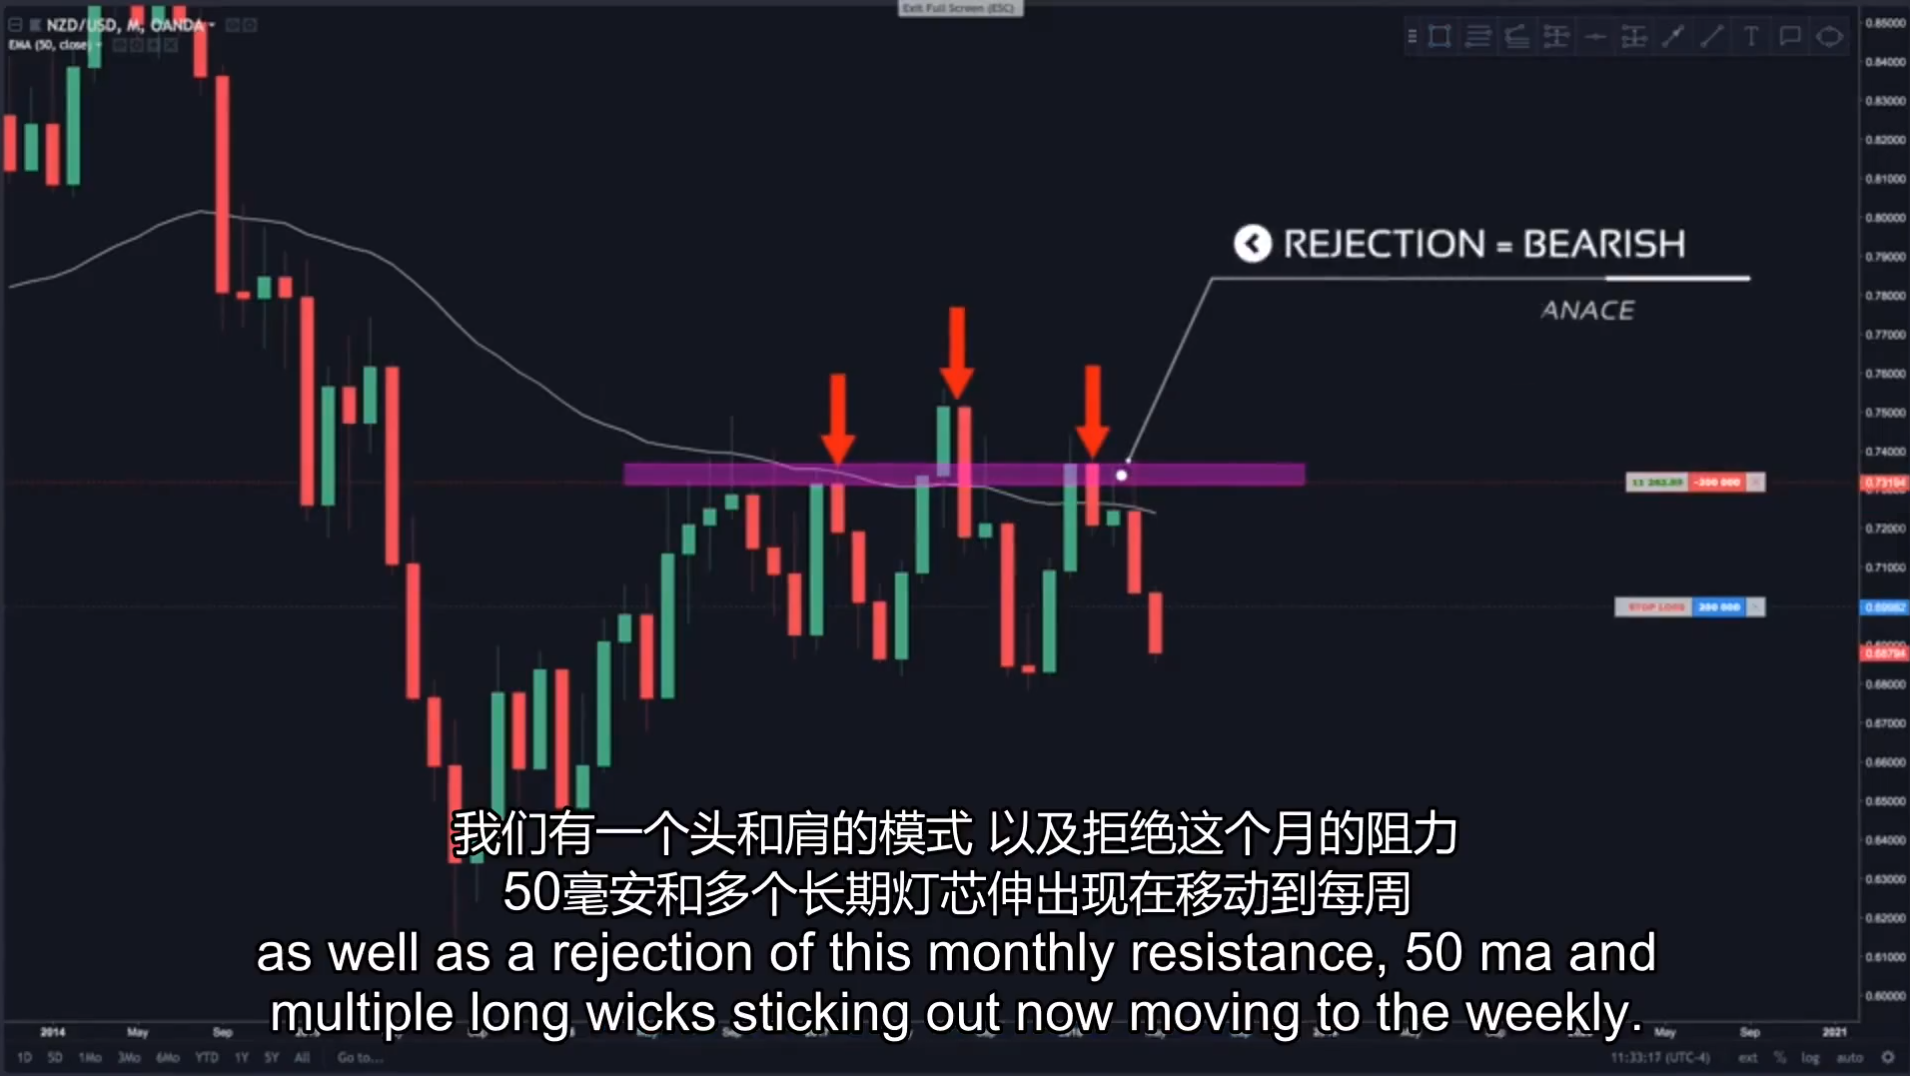 Exit Full Screen (ESC)
NZD/USD, M, OANDA
EMA (50, close)
REJECTION = BEARISH
ANACE
0.85000
0.84000
0.83000
0.82000
0.81000
0.80000
0.79000
0.78000
0.77000
0.76000
0.75000
0.74000
11 262.89 -300 000
0.73194
0.72000
0.71000
STOP LOSS 300 000
0.68794
0.68000
0.67000
0.66000
0.65000
0.64000
0.63000
0.62000
0.61000
0.60000
我们有一个头和肩的模式 以及拒绝这个月的阻力
50毫安和多个长期灯芯伸出现在移动到每周
as well as a rejection of this monthly resistance, 50 ma and
multiple long wicks sticking out now moving to the weekly.
2014 May Sep May Sep 2021
1D 5D 1Mo 3Mo 6Mo YTD 1Y 5Y All Go to... 11:33:17 (UTC-4) ext % log auto